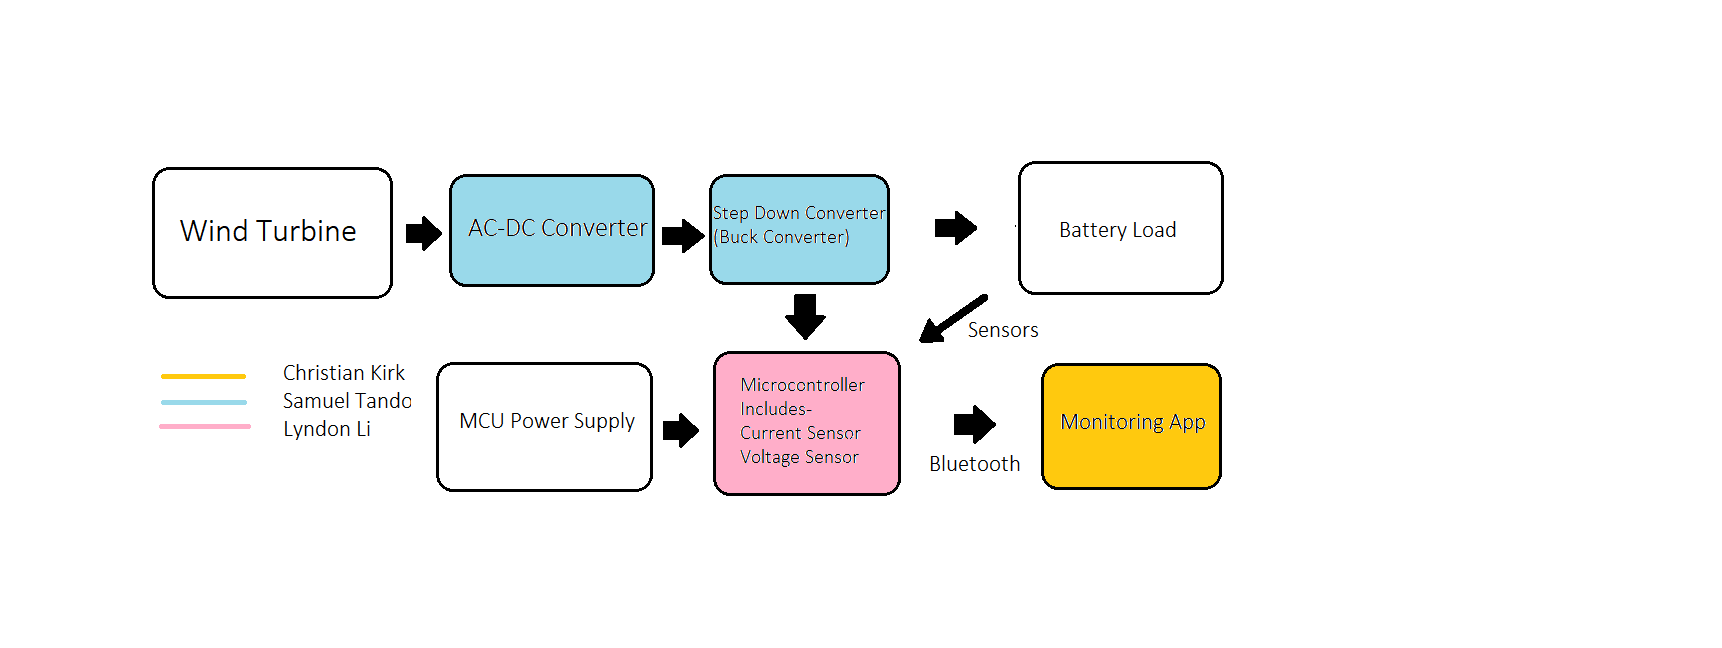 Wind Turbine
AC-DC Converter
Step Down Converter
(Buck Converter)
Battery Load
Sensors
Christian Kirk
Samuel Tando
Lyndon Li
MCU Power Supply
Microcontroller
Includes-
Current Sensor
Voltage Sensor
Bluetooth
Monitoring App